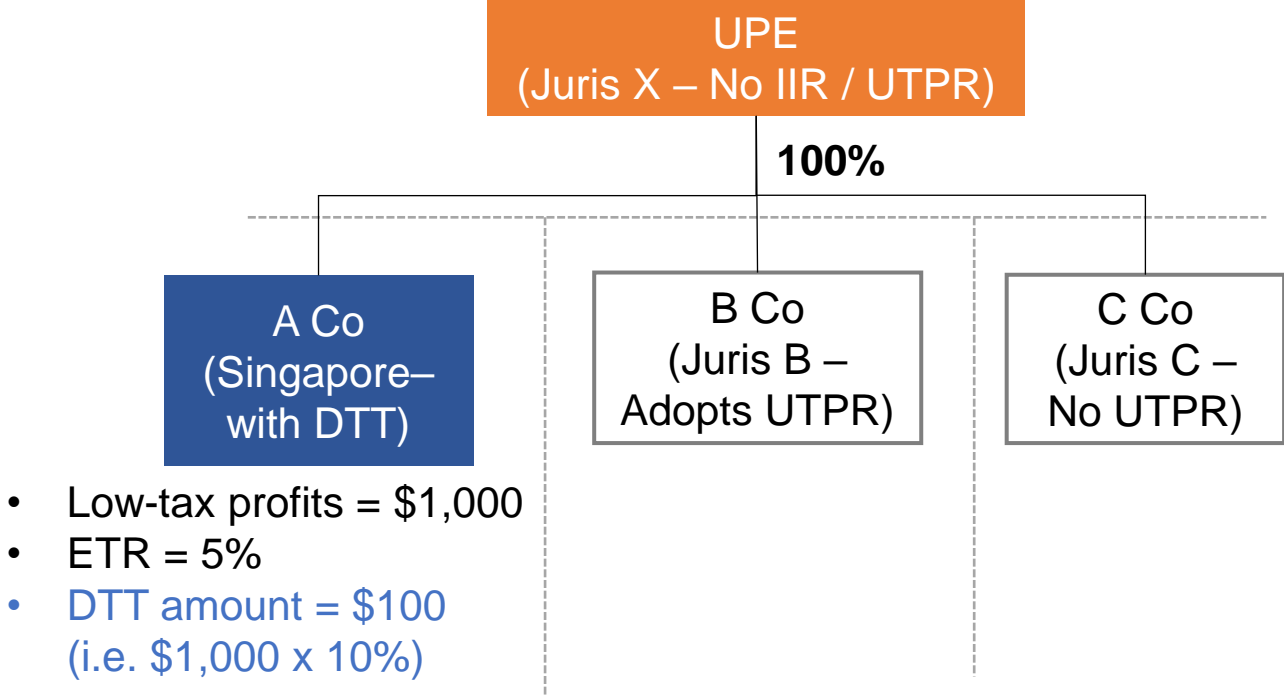 UPE
(Juris X – No IIR / UTPR)
100%
A Co
(Singapore–
with DTT)
B Co
(Juris B –
Adopts UTPR)
C Co
(Juris C –
No UTPR)
• Low-tax profits = $1,000
• ETR = 5%
• DTT amount = $100
(i.e. $1,000 x 10%)